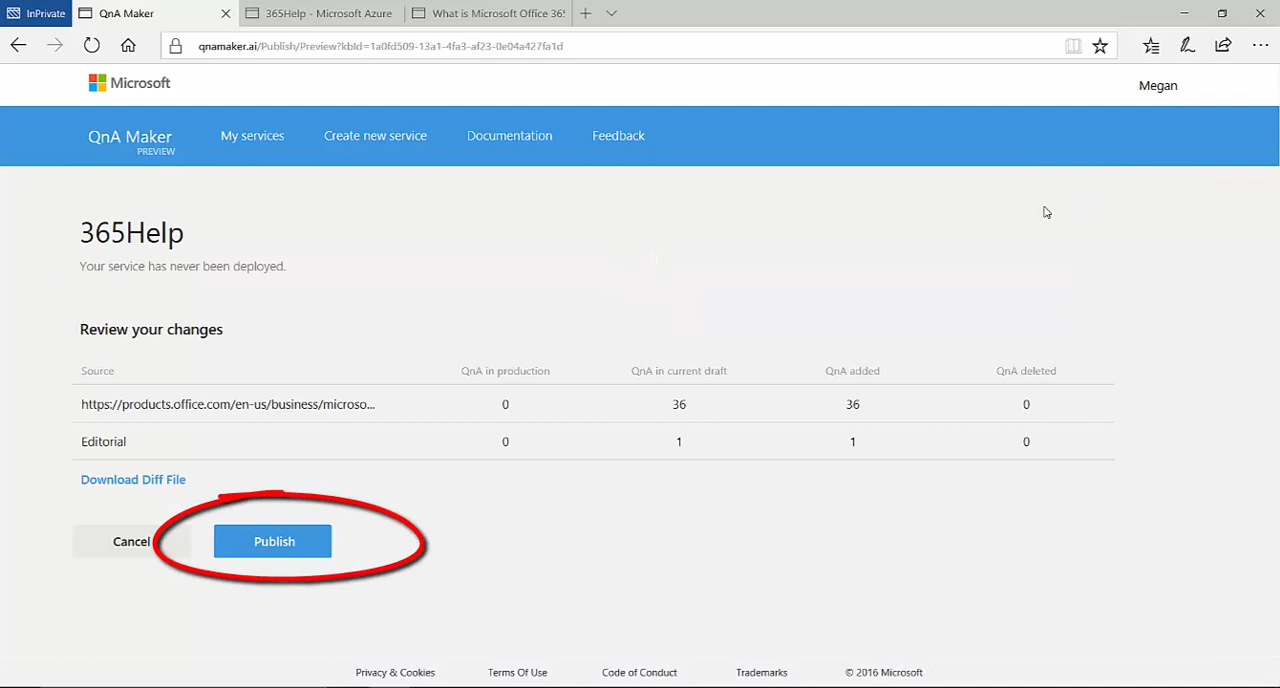 InPrivate QnA Maker 365Help - Microsoft Azure What is Microsoft Office 365
qnamaker.ai/Publish/Preview?kbId=1a0fd509-13a1-4fa3-af23-0e04a427fa1d
Microsoft Megan
QnA Maker My services Create new service Documentation Feedback
PREVIEW
365Help
Your service has never been deployed.
Review your changes
Source QnA in production QnA in current draft QnA added QnA deleted
https://products.office.com/en-us/business/microso... 0 36 36 0
Editorial 0 1 1 0
Download Diff File
Cancel Publish
Privacy & Cookies Terms Of Use Code of Conduct Trademarks © 2016 Microsoft